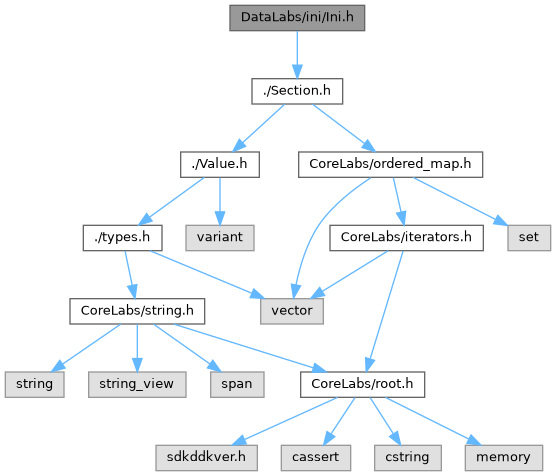 DataLabs/ini/Ini.h
./Section.h
./Value.h
CoreLabs/ordered_map.h
./types.h
variant
CoreLabs/iterators.h
set
CoreLabs/string.h
vector
string
string_view
span
CoreLabs/root.h
sdkddkver.h
cassert
cstring
memory